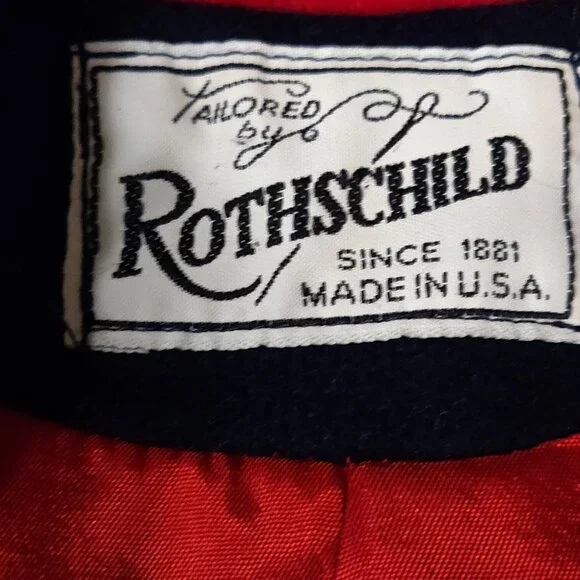 TAILORED
by
ROTHSCHILD
SINCE 1881
MADE IN U.S.A.